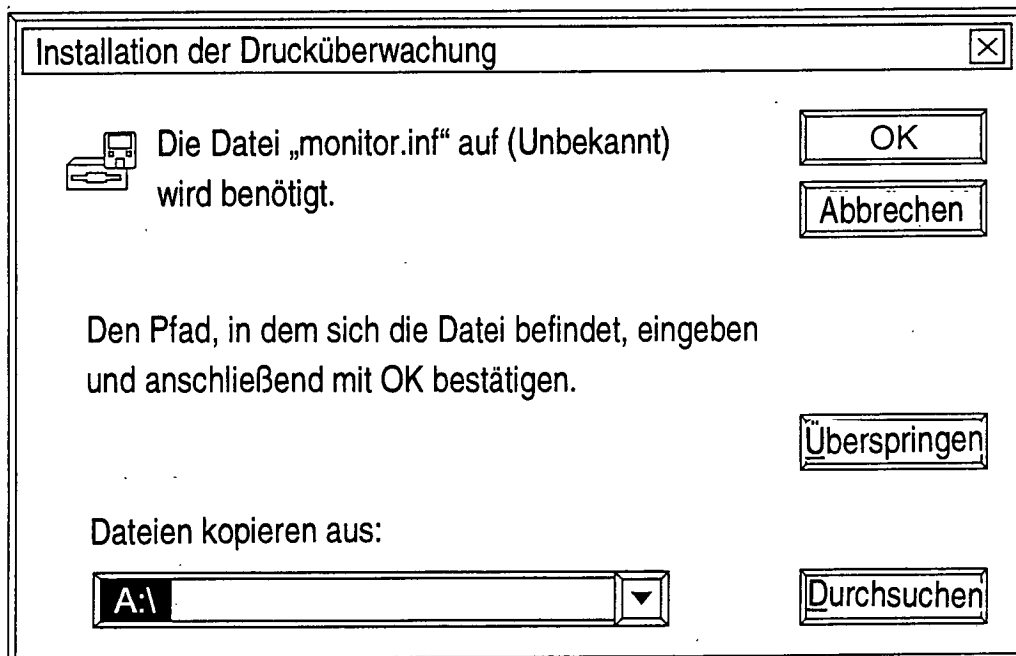 Installation der Drucküberwachung
Die Datei „monitor.inf“ auf (Unbekannt)
wird benötigt.
OK
Abbrechen
Den Pfad, in dem sich die Datei befindet, eingeben
und anschließend mit OK bestätigen.
Überspringen
Dateien kopieren aus:
A:\
Durchsuchen